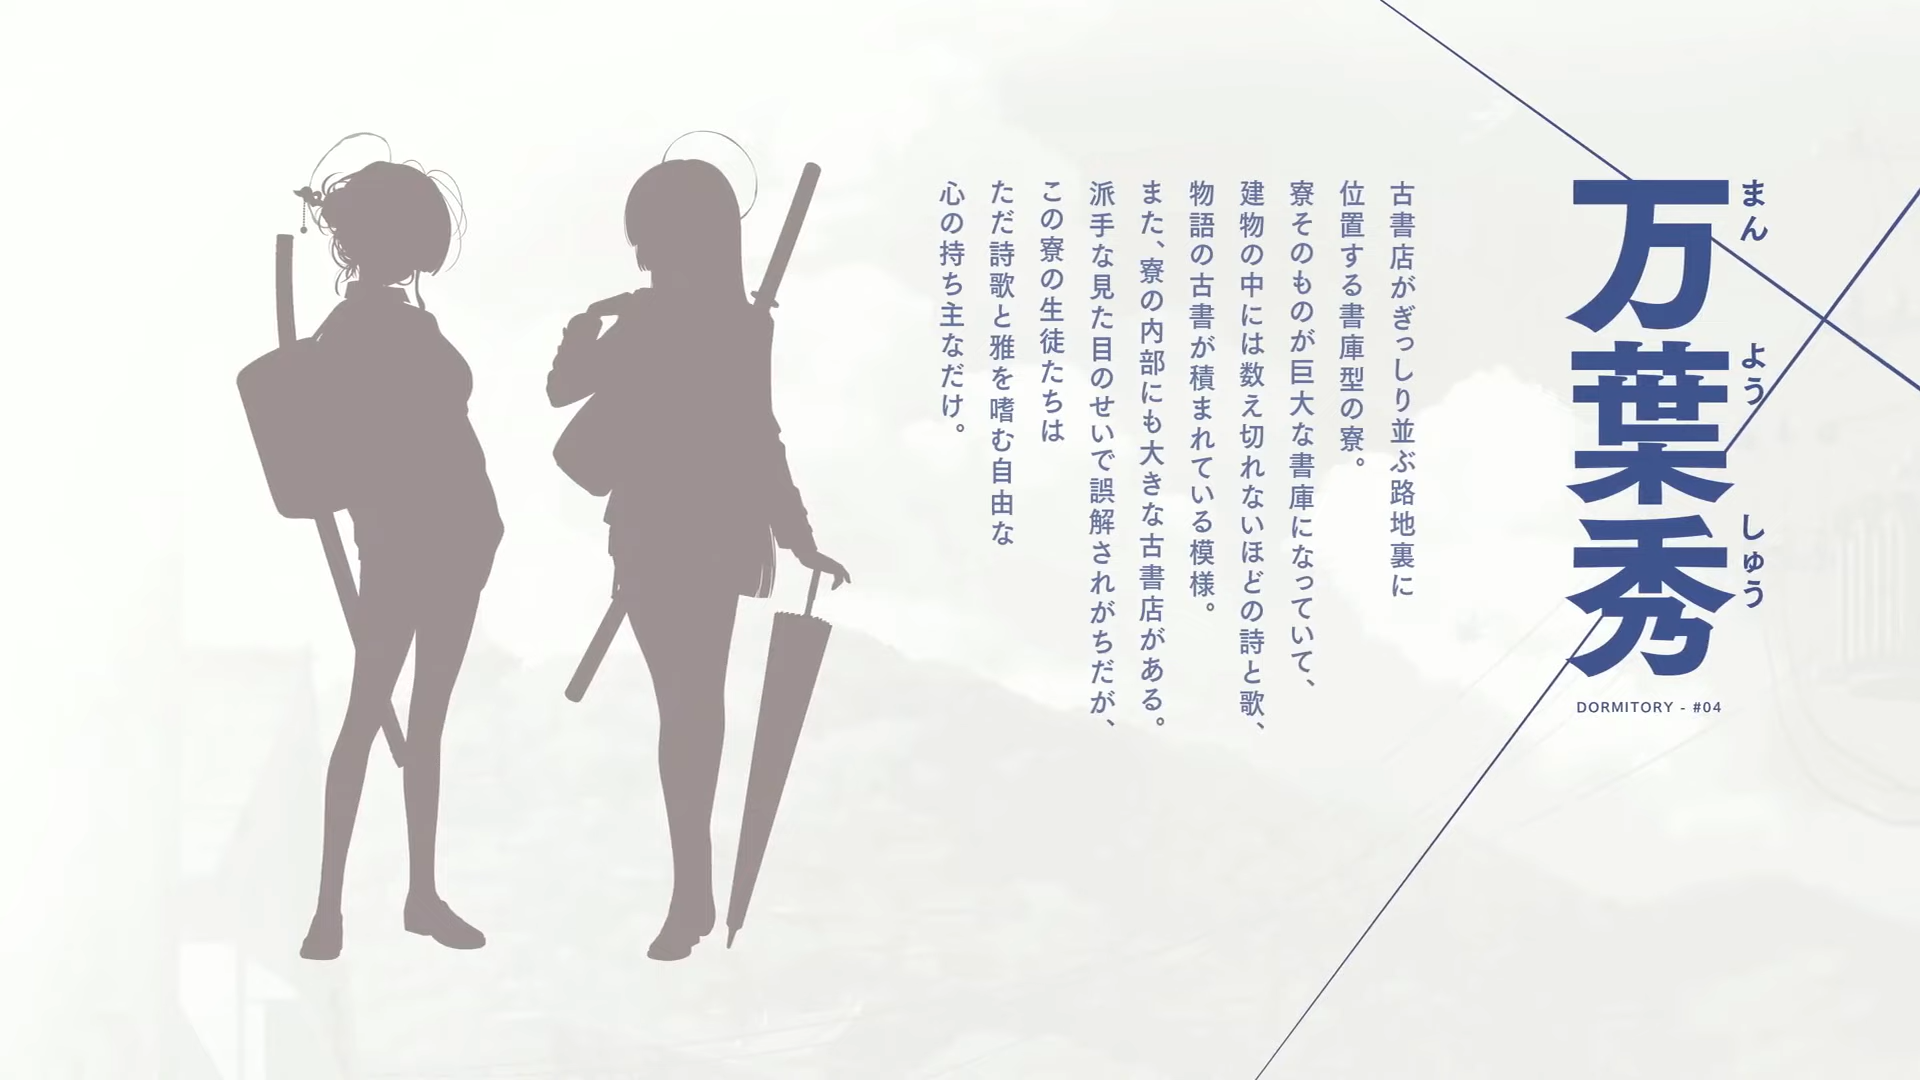 万葉秀
まんようしゅう
DORMITORY - #04
古書店がぎっしり並ぶ路地裏に
位置する書庫型の寮。
寮そのものが巨大な書庫になっていて、
建物の中には数え切れないほどの詩と歌、
物語の古書が積まれている模様。
また、寮の内部にも大きな古書店がある。
派手な見た目のせいで誤解されがちだが、
この寮の生徒たちは
ただ詩歌と雅を嗜む自由な
心の持ち主なだけ。